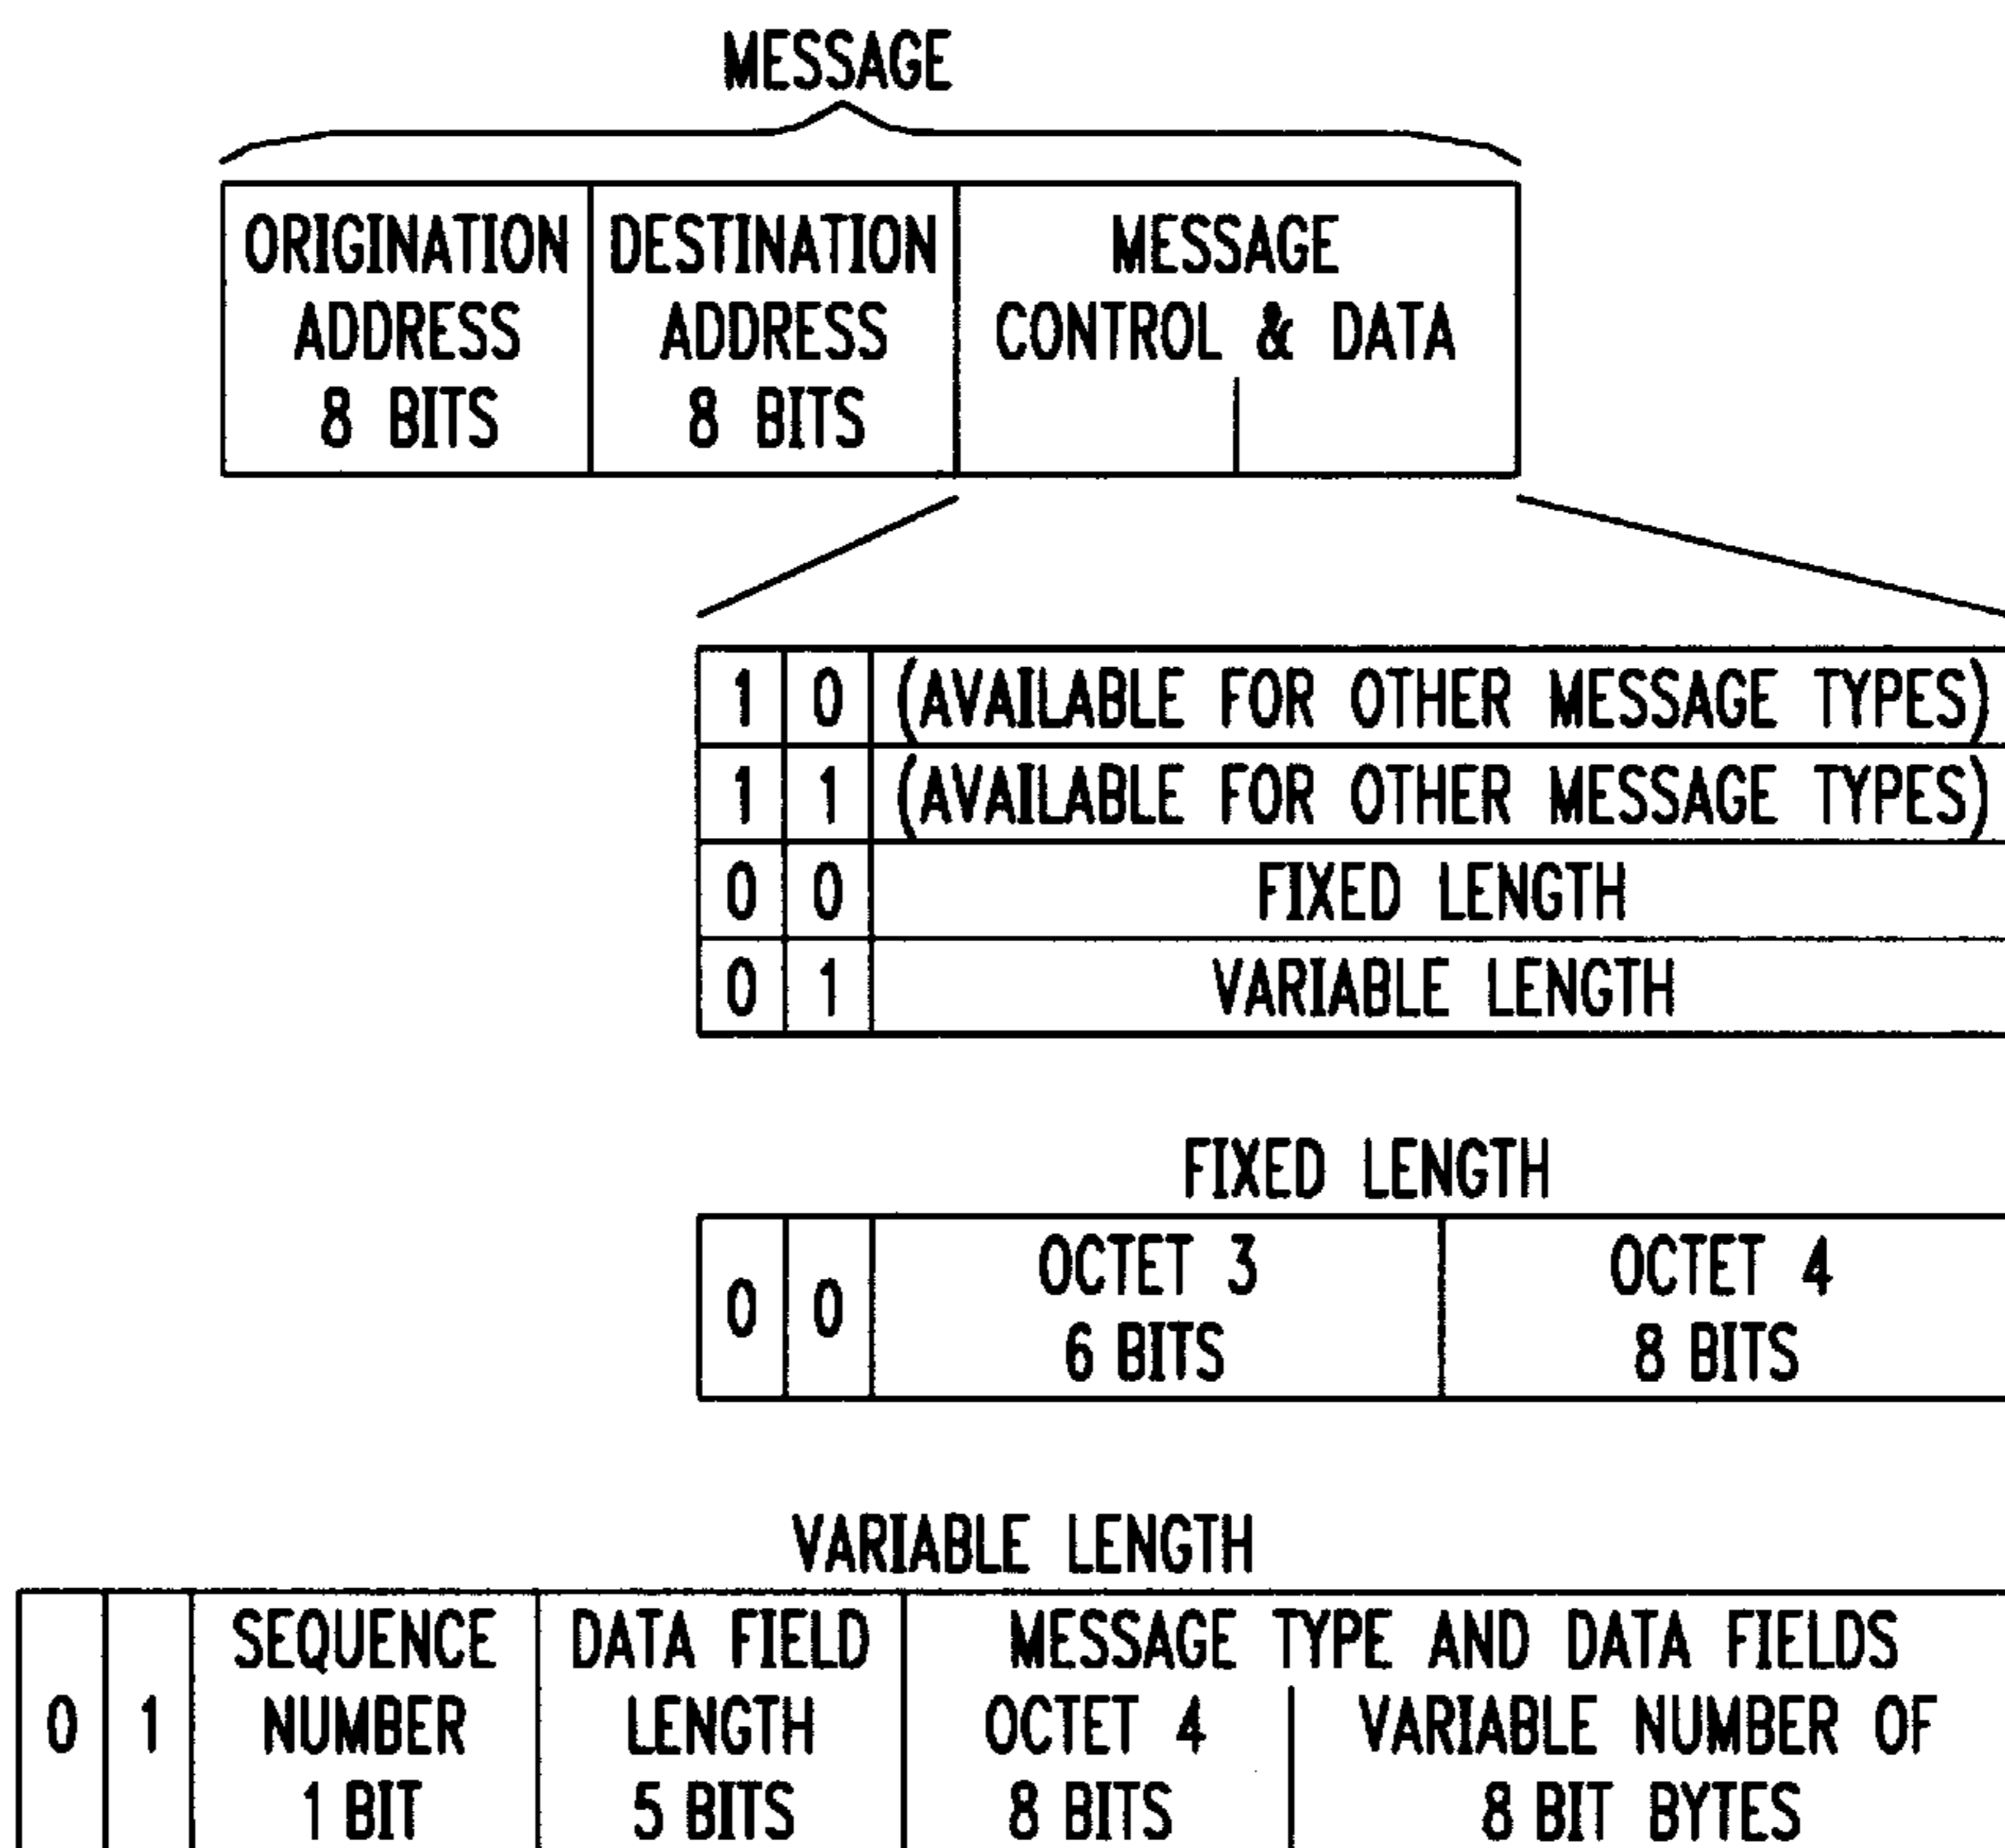 MESSAGE
ORIGINATION ADDRESS 8 BITS
DESTINATION ADDRESS 8 BITS
MESSAGE CONTROL & DATA
1 0 (AVAILABLE FOR OTHER MESSAGE TYPES)
1 1 (AVAILABLE FOR OTHER MESSAGE TYPES)
0 0 FIXED LENGTH
0 1 VARIABLE LENGTH
FIXED LENGTH
0 0
OCTET 3
6 BITS
OCTET 4
8 BITS
VARIABLE LENGTH
0 1
SEQUENCE
NUMBER
1 BIT
DATA FIELD
LENGTH
5 BITS
MESSAGE TYPE AND DATA FIELDS
OCTET 4
8 BITS
VARIABLE NUMBER OF
8 BIT BYTES